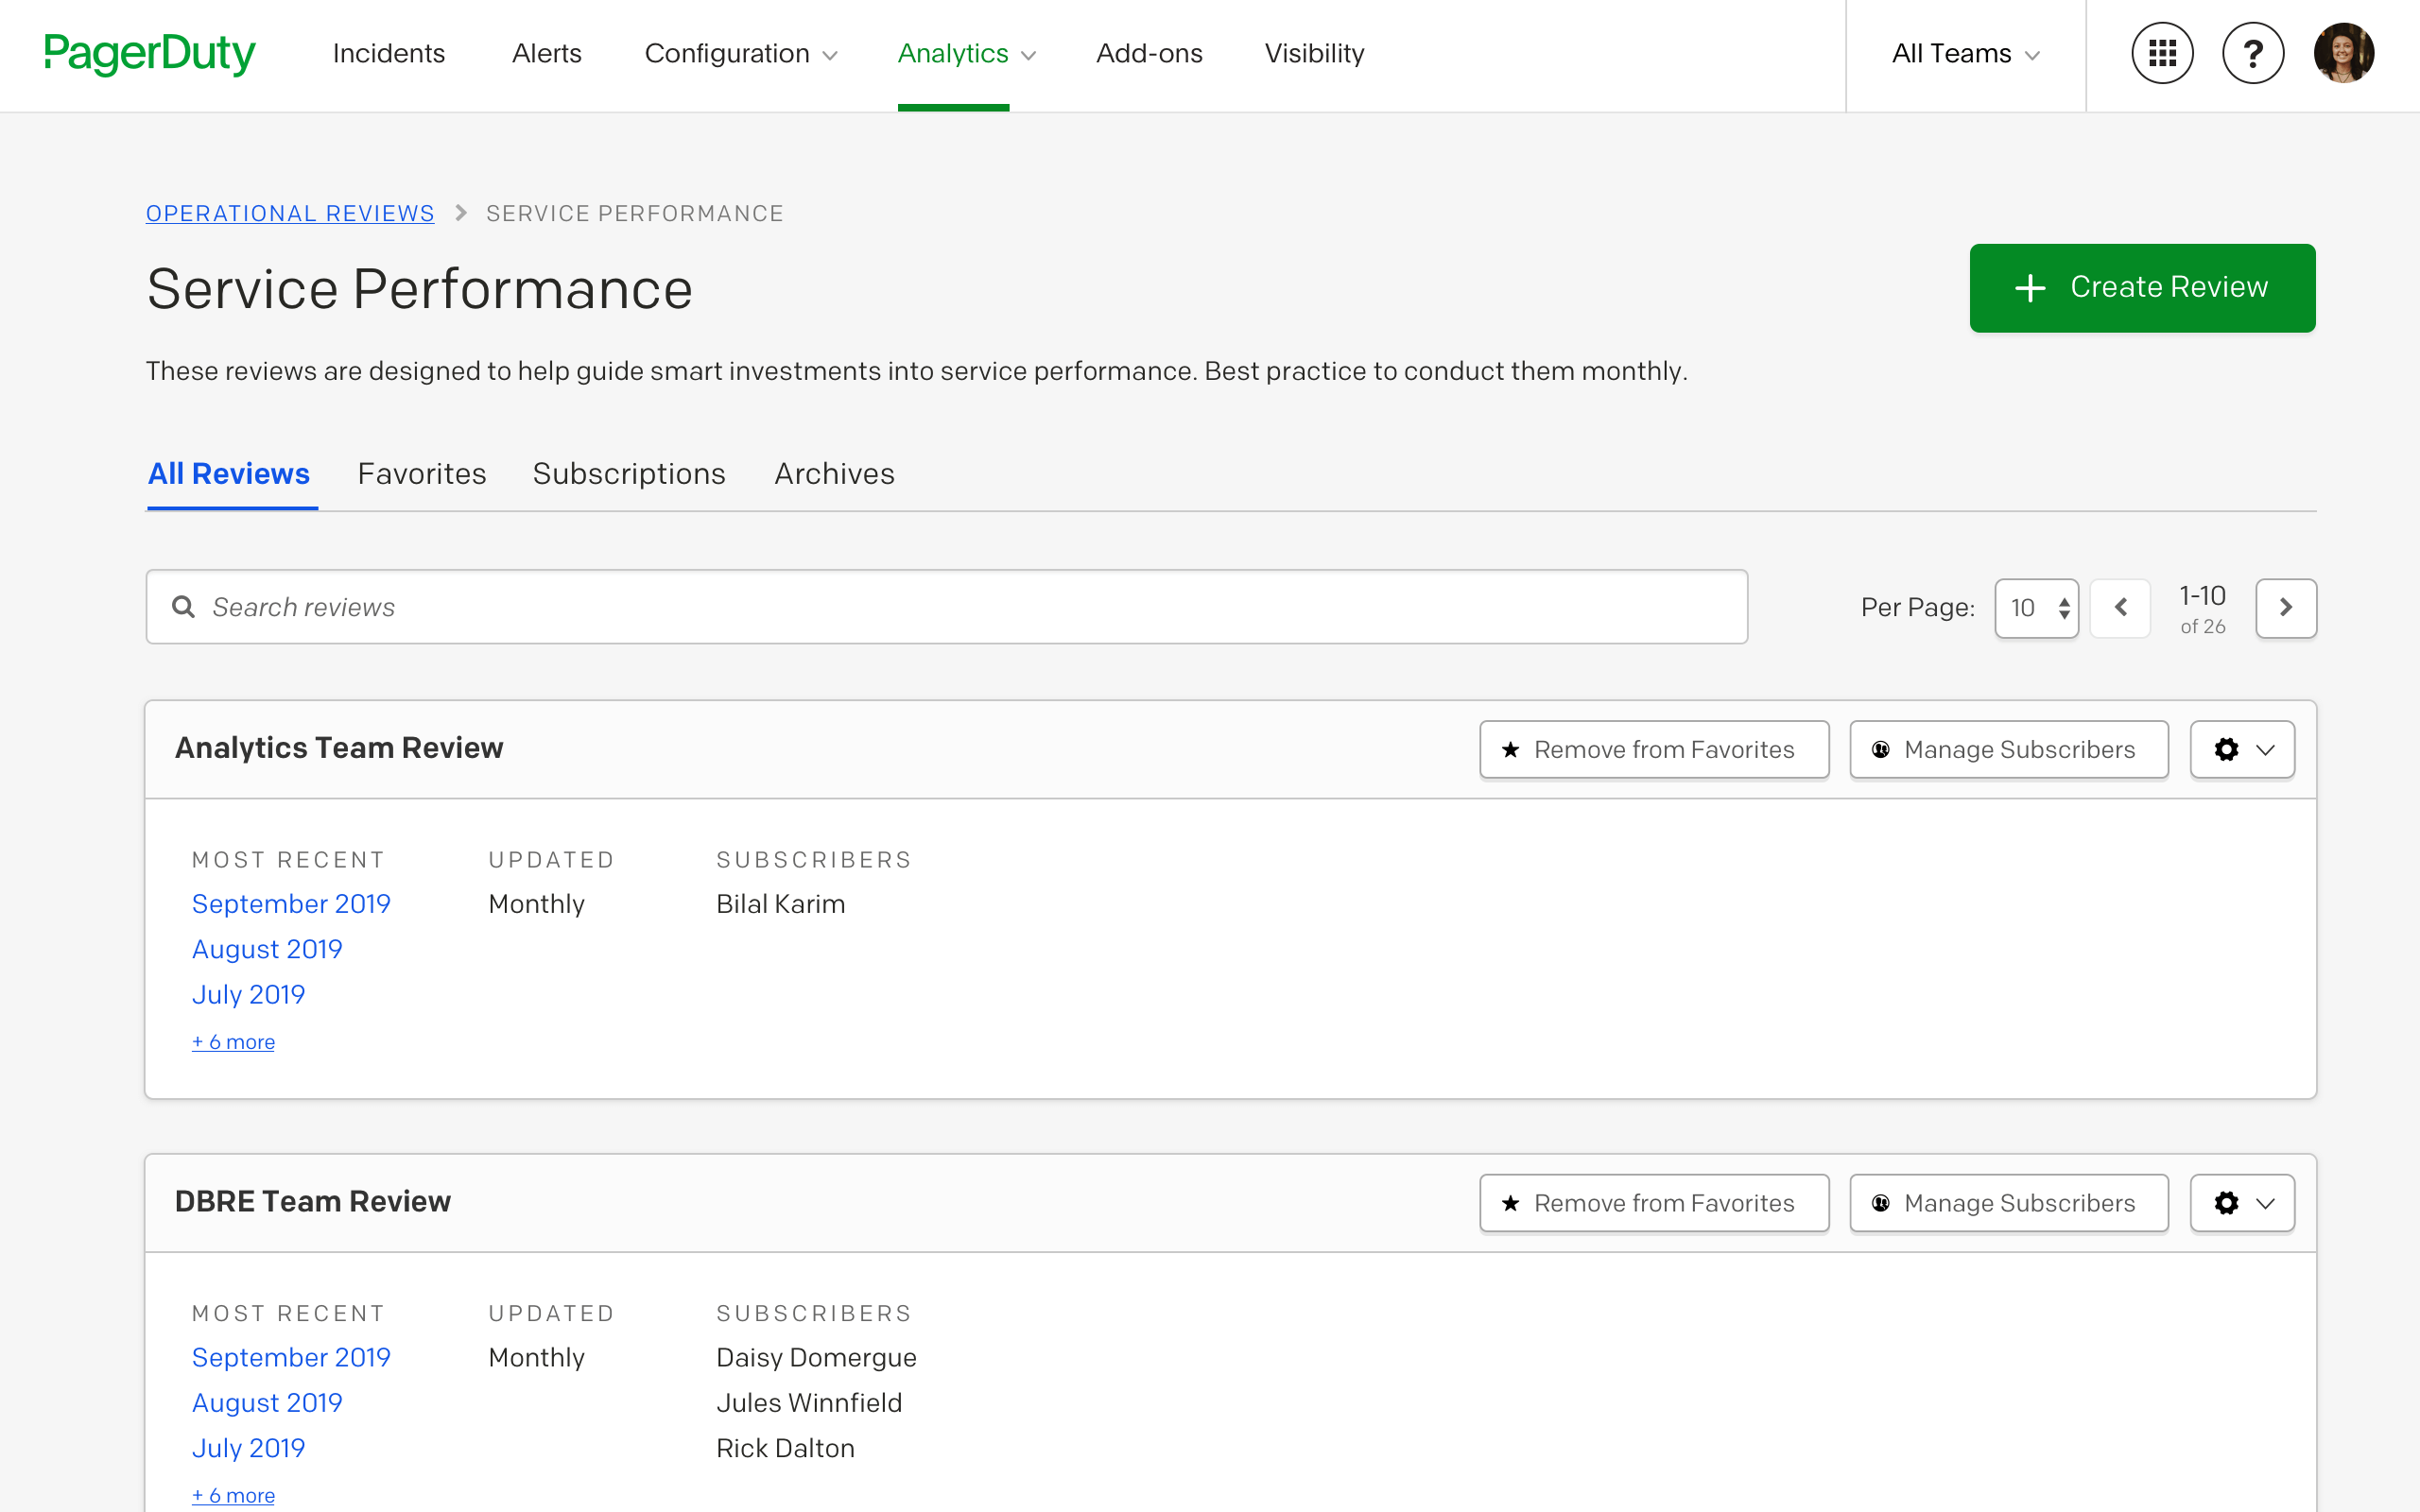 PagerDuty
Incidents
Alerts
Configuration
Analytics
Add-ons
Visibility
All Teams
?
OPERATIONAL REVIEWS > SERVICE PERFORMANCE
Service Performance
+ Create Review
These reviews are designed to help guide smart investments into service performance. Best practice to conduct them monthly.
All Reviews
Favorites
Subscriptions
Archives
Search reviews
Per Page:
10
1-10
of 26
Analytics Team Review
Remove from Favorites
Manage Subscribers
MOST RECENT
September 2019
August 2019
July 2019
+ 6 more
UPDATED
Monthly
SUBSCRIBERS
Bilal Karim
DBRE Team Review
Remove from Favorites
Manage Subscribers
MOST RECENT
September 2019
August 2019
July 2019
+ 6 more
UPDATED
Monthly
SUBSCRIBERS
Daisy Domergue
Jules Winnfield
Rick Dalton